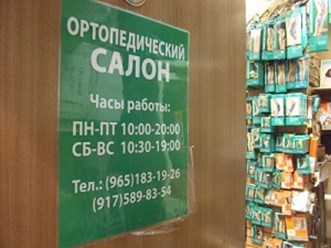 ОРТОПЕДИЧЕСКИЙ
САЛОН
Часы работы:
ПН-ПТ 10:00-20:00
СБ-ВС 10:30-19:00
Тел.: (965)183-19-26
(917)589-83-54